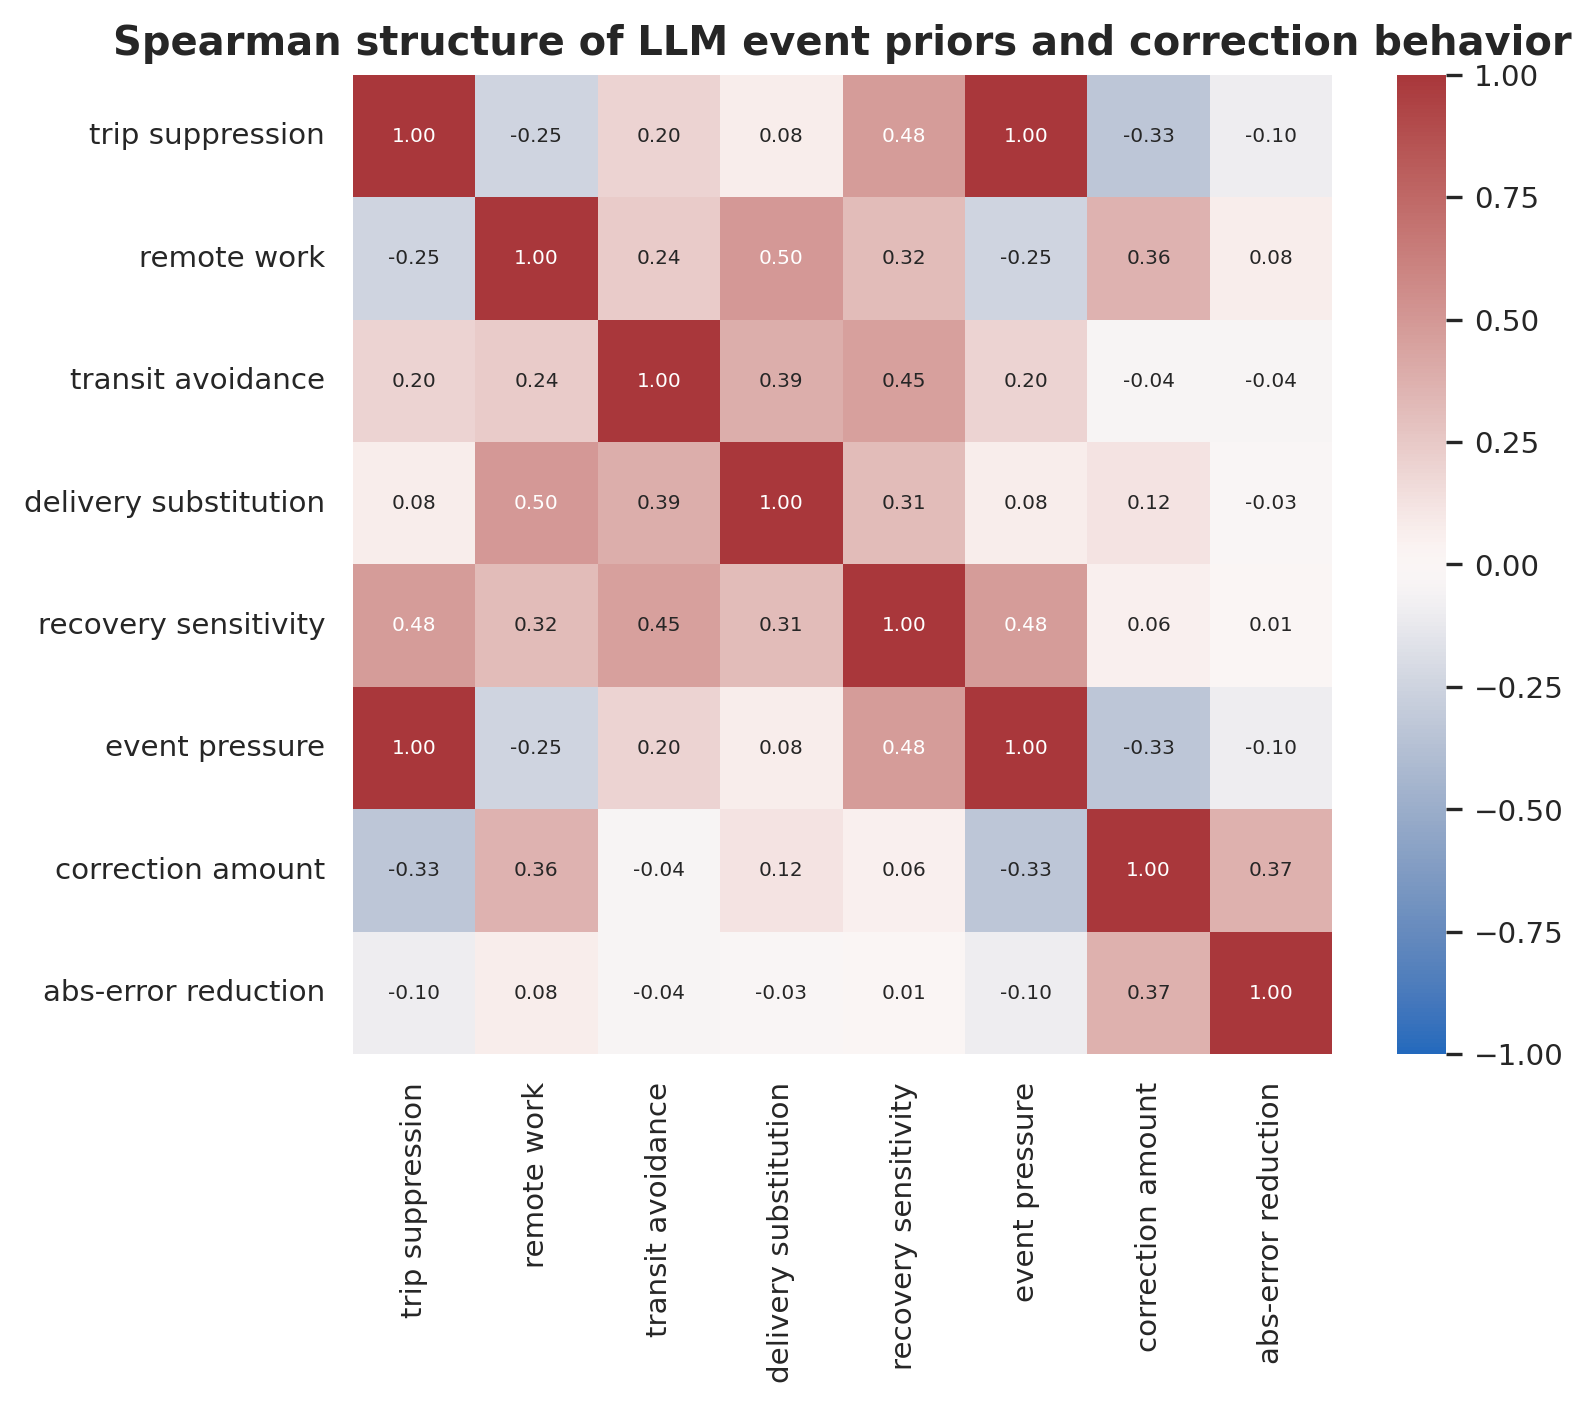 Spearman structure of LLM event priors and correction behavior
trip suppression 1.00 -0.25 0.20 0.08 0.48 1.00 -0.33 -0.10
remote work -0.25 1.00 0.24 0.50 0.32 -0.25 0.36 0.08
transit avoidance 0.20 0.24 1.00 0.39 0.45 0.20 -0.04 -0.04
delivery substitution 0.08 0.50 0.39 1.00 0.31 0.08 0.12 -0.03
recovery sensitivity 0.48 0.32 0.45 0.31 1.00 0.48 0.06 0.01
event pressure 1.00 -0.25 0.20 0.08 0.48 1.00 -0.33 -0.10
correction amount -0.33 0.36 -0.04 0.12 0.06 -0.33 1.00 0.37
abs-error reduction -0.10 0.08 -0.04 -0.03 0.01 -0.10 0.37 1.00
trip suppression
remote work
transit avoidance
delivery substitution
recovery sensitivity
event pressure
correction amount
abs-error reduction
1.00
0.75
0.50
0.25
0.00
−0.25
−0.50
−0.75
−1.00